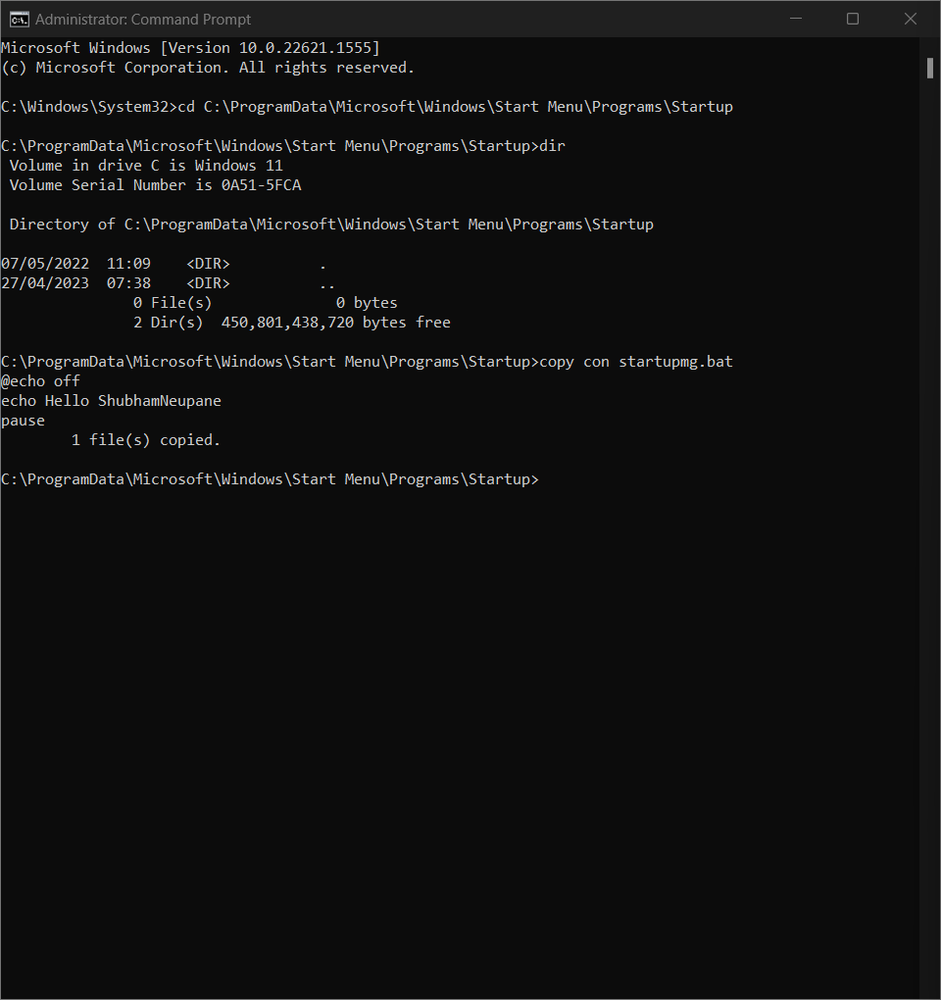 Administrator: Command Prompt
Microsoft Windows [Version 10.0.22621.1555]
(c) Microsoft Corporation. All rights reserved.
C:\Windows\System32>cd C:\ProgramData\Microsoft\Windows\Start Menu\Programs\Startup
C:\ProgramData\Microsoft\Windows\Start Menu\Programs\Startup>dir
 Volume in drive C is Windows 11
 Volume Serial Number is 0A51-5FCA
 Directory of C:\ProgramData\Microsoft\Windows\Start Menu\Programs\Startup
07/05/2022  11:09    <DIR>          .
27/04/2023  07:38    <DIR>          ..
               0 File(s)              0 bytes
               2 Dir(s)  450,801,438,720 bytes free
C:\ProgramData\Microsoft\Windows\Start Menu\Programs\Startup>copy con startupmg.bat
@echo off
echo Hello ShubhamNeupane
pause
        1 file(s) copied.
C:\ProgramData\Microsoft\Windows\Start Menu\Programs\Startup>